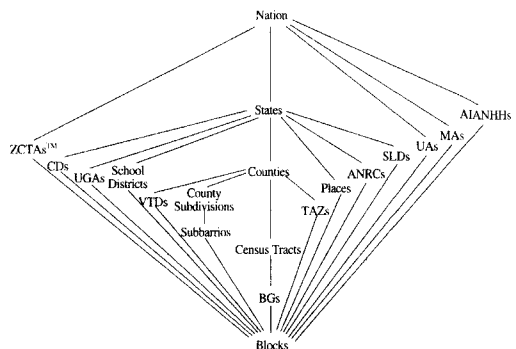 Nation
States
AIANHHs
MAs
UAs
ZCTAs™
SLDs
CDs
School
Districts
UGAs
Counties
ANRCs
Places
County
Subdivisions
VTDs
TAZs
Subbarrios
Census Tracts
BGs
Blocks